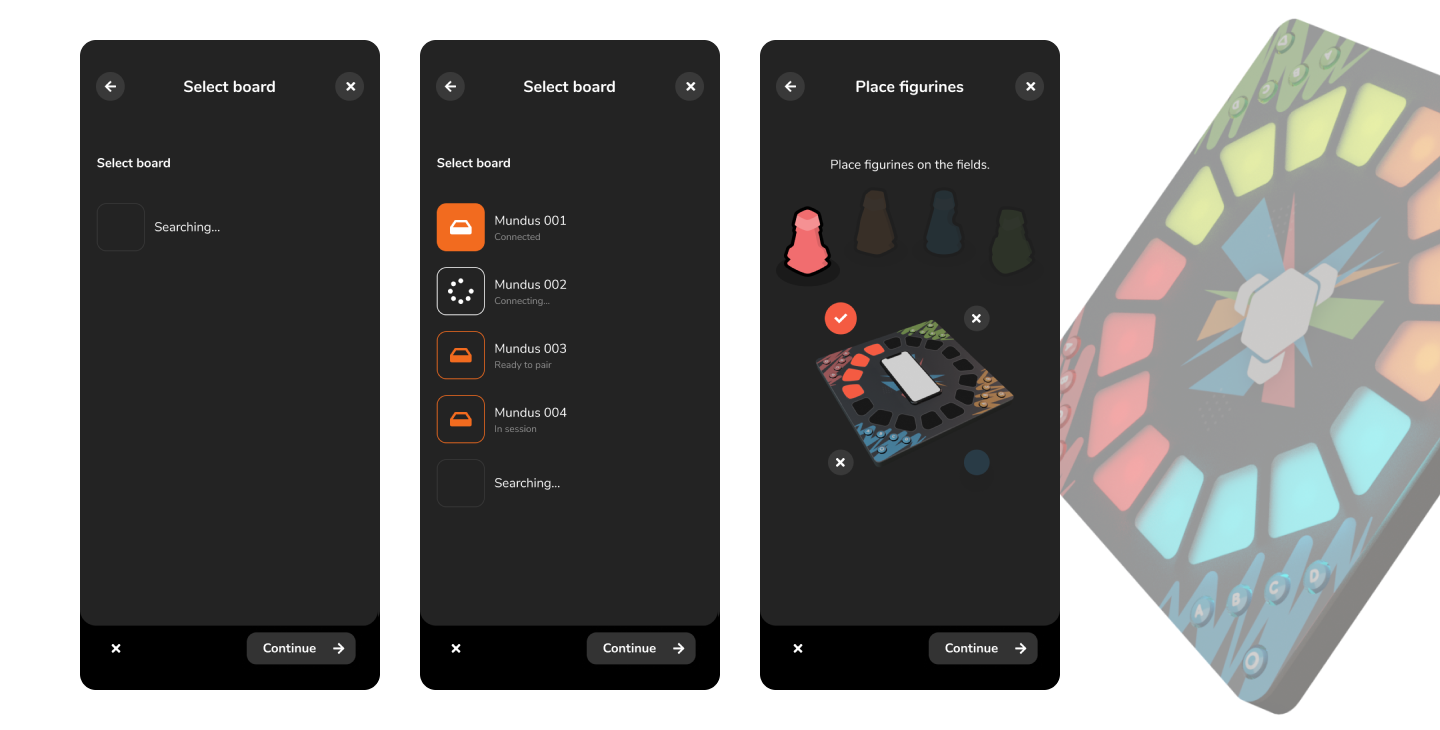 Select board
Select board
Searching...
Continue
Select board
Select board
Mundus 001
Connected
Mundus 002
Connecting...
Mundus 003
Ready to pair
Mundus 004
In session
Searching...
Continue
Place figurines
Place figurines on the fields.
Continue
A B C D
O